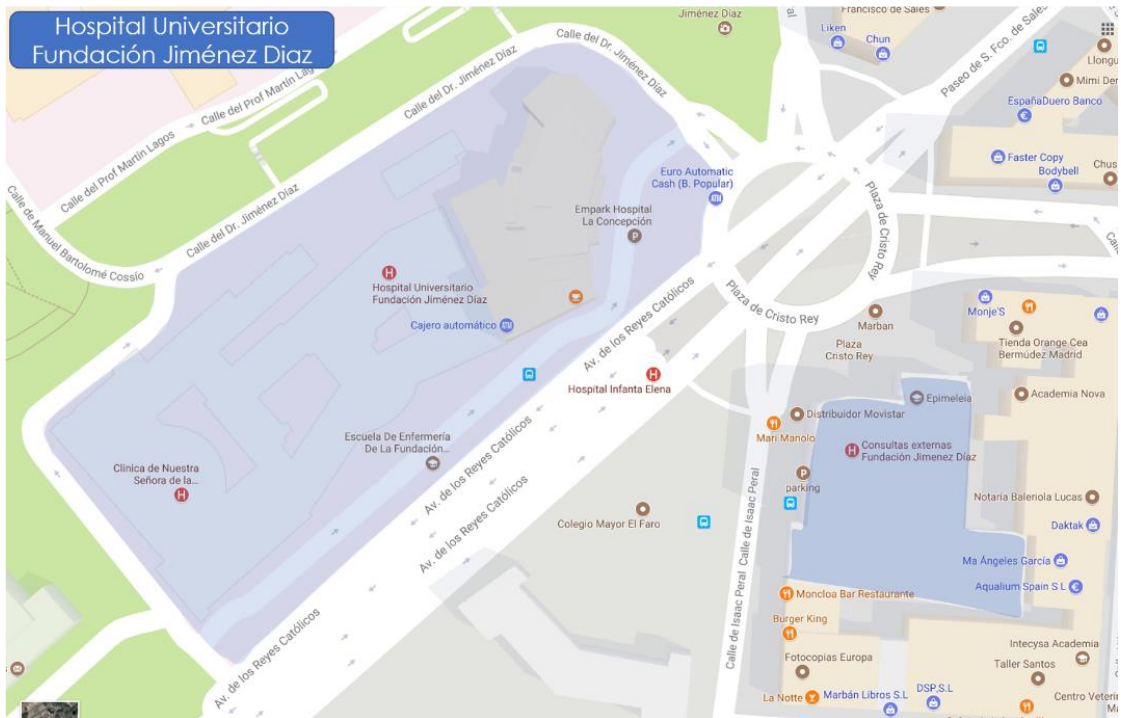 Hospital Universitario
Fundación Jiménez Diaz
Jiménez Díaz
Francisco de Sales
Liken
Chun
Paseo de S. Fco. de Sales
Mimi
EspañaDuero Banco
Faster Copy
Bodybell
Calle del Dr. Jiménez Díaz
Calle del Prof Martín Lagos
Calle del Dr. Jiménez Díaz
Calle del Prof Martín Lagos
Calle del Dr. Jiménez Díaz
Calle de Manuel Bartolomé Cossío
Euro Automatic
Cash (B. Popular)
Empark Hospital
La Concepción
P
Plaza de Cristo Rey
H
Hospital Universitario
Fundación Jiménez Díaz
Cajero automático
Av. de los Reyes Católicos
Plaza de Cristo Rey
Marban
Plaza
Cristo Rey
Monje'S
Tienda Orange Cea
Bermúdez Madrid
Hospital Infanta Elena
H
Epimeleia
Academia Nova
Distribuidor Movistar
Mari Manolo
H
Consultas externas
Fundación Jimenez Díaz
Escuela De Enfermería
De La Fundación...
Clinica de Nuestra
Señora de la...
H
P
parking
Av. de los Reyes Católicos
Av. de los Reyes Católicos
Colegio Mayor El Faro
Calle de Isaac Peral
Calle de Isaac Peral
Notaria Baleriola Lucas
Daktak
Ma Ángeles García
Aqualium Spain S L
Moncloa Bar Restaurante
Burger King
Fotocopias Europa
La Notte
Marbán Libros S.L
DSP,S.L
Intecysa Academia
Taller Santos
Centro
Av. de los Reyes Católicos